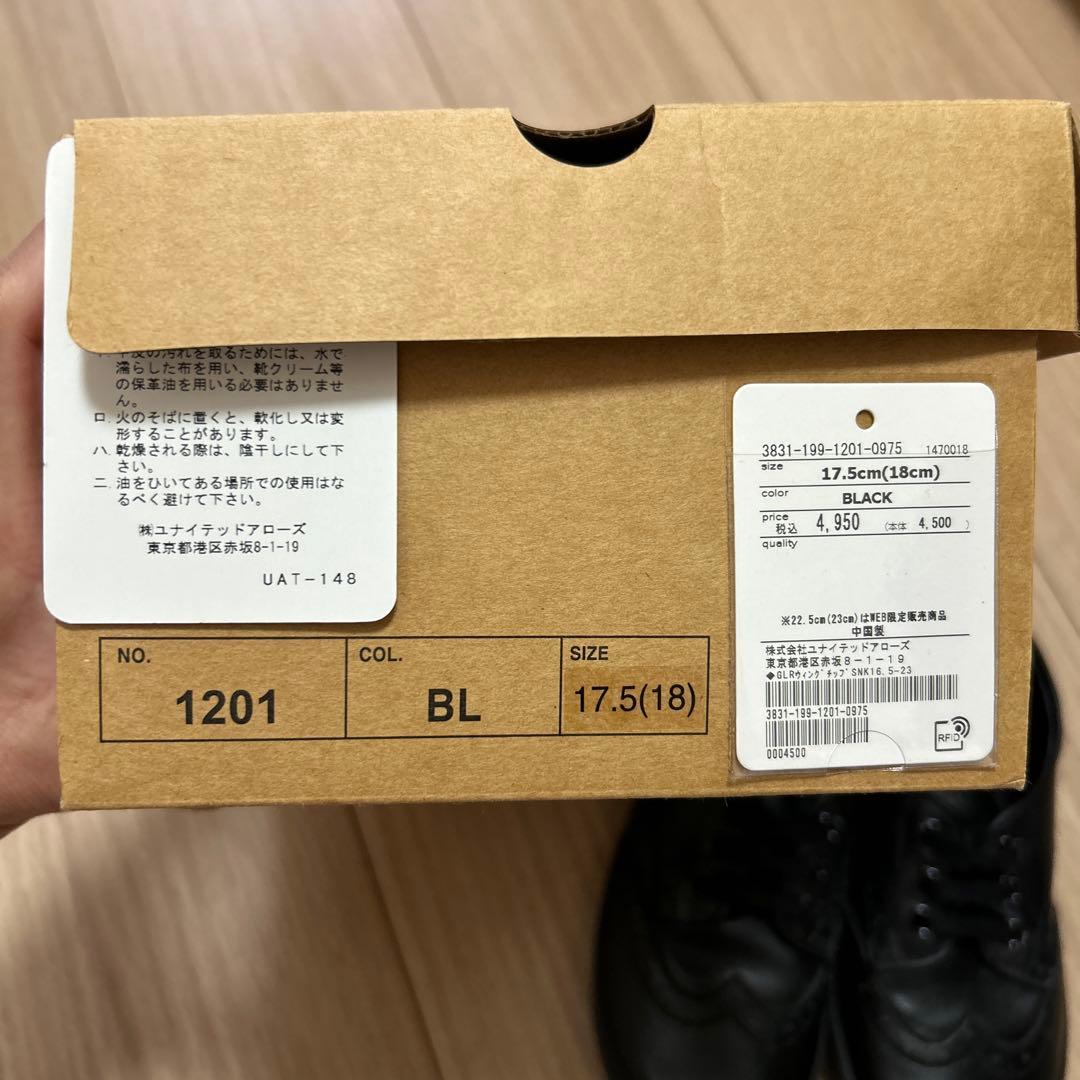 イ. 牛皮の汚れを取るためには、水で
濡らした布を用い、靴クリーム等
の保革油を用いる必要はありませ
ん。
ロ. 火のそばに置くと、軟化し又は変
形することがあります。
ハ. 乾燥される際は、陰干しにして下
さい。
ニ. 油をひいてある場所での使用はな
るべく避けて下さい。
㈱ユナイテッドアローズ
東京都港区赤坂8-1-19
UAT-148
NO.
1201
COL.
BL
SIZE
17.5(18)
3831-199-1201-0975 1470018
size 17.5cm(18cm)
color BLACK
price 税込 4,950 (本体 4,500 )
quality
※22.5cm(23cm)はWEB限定販売商品
中国製
株式会社ユナイテッドアローズ
東京都港区赤坂8-1-19
◆GLRウィングチップSNK16.5-23
3831-199-1201-0975
0004500
RFID